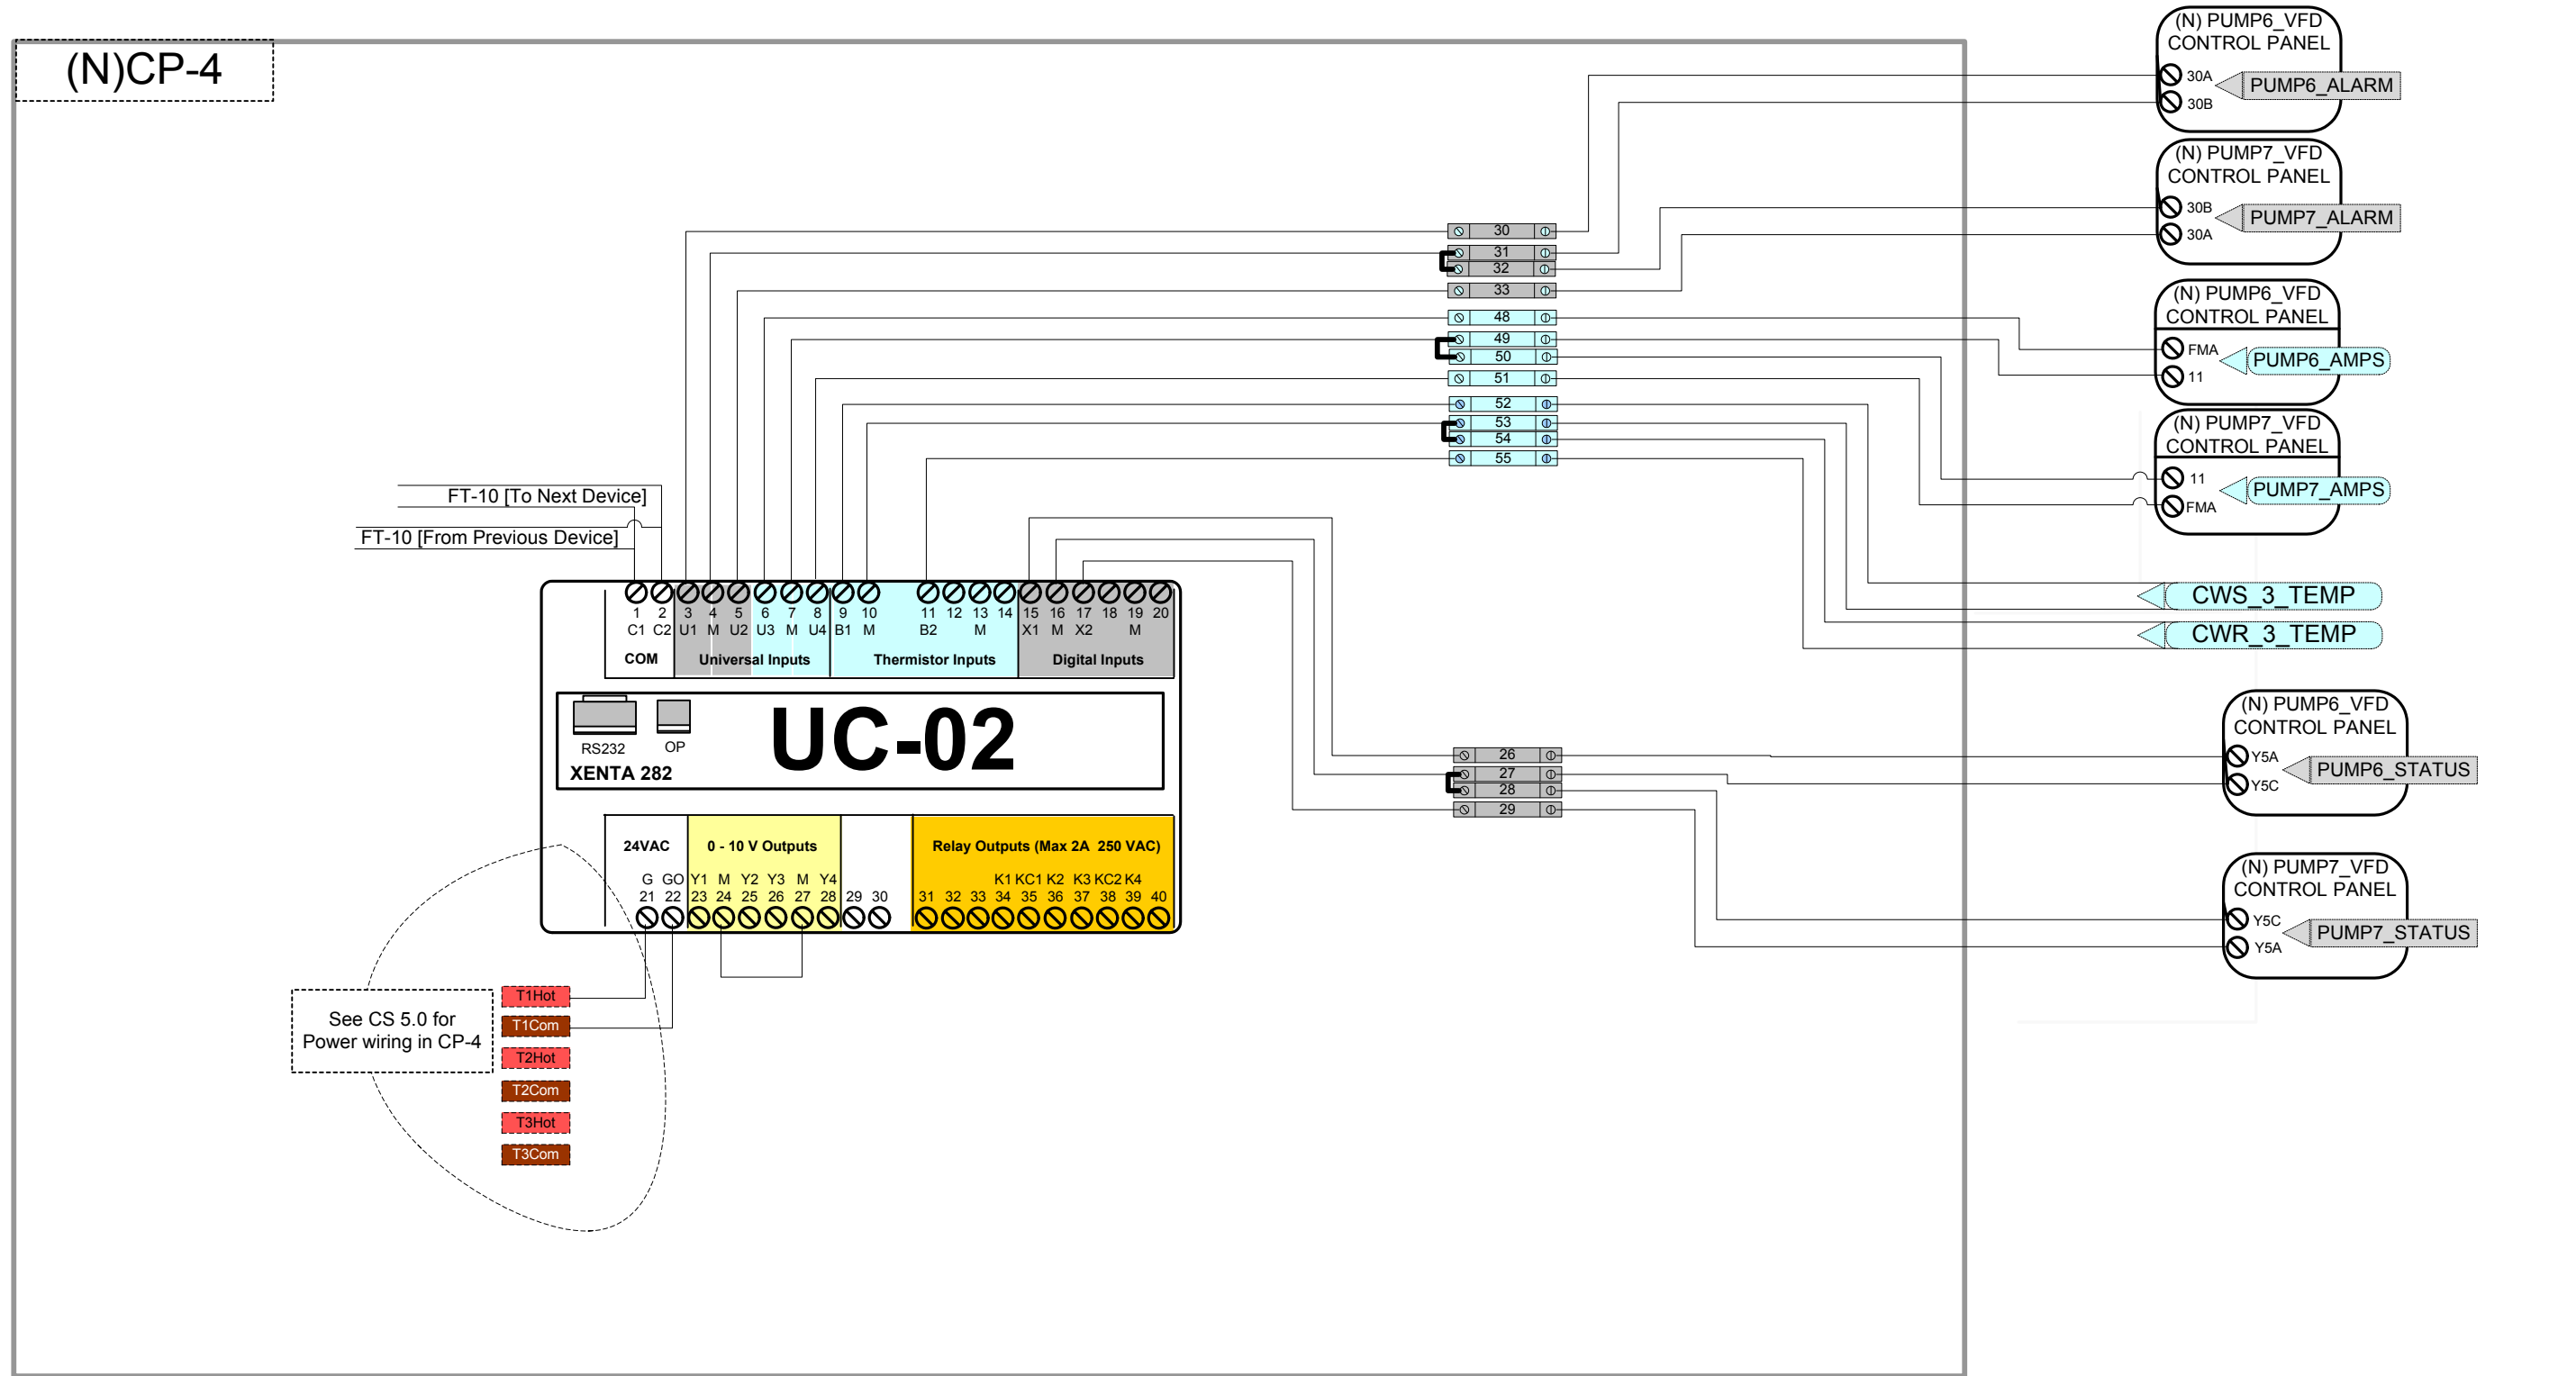 (N)CP-4
(N) PUMP6_VFD
CONTROL PANEL
30A
PUMP6_ALARM
30B
(N) PUMP7_VFD
CONTROL PANEL
30B
PUMP7_ALARM
30A
30
31
32
33
48
49
50
51
52
53
54
55
(N) PUMP6_VFD
CONTROL PANEL
FMA
PUMP6_AMPS
11
(N) PUMP7_VFD
CONTROL PANEL
11
PUMP7_AMPS
FMA
CWS_3_TEMP
CWR_3_TEMP
FT-10 [To Next Device]
FT-10 [From Previous Device]
1 2 3 4 5 6 7 8 9 10 11 12 13 14 15 16 17 18 19 20
C1 C2 U1 M U2 U3 M U4 B1 M B2 M X1 M X2 M
COM Universal Inputs Thermistor Inputs Digital Inputs
RS232 OP
XENTA 282
UC-02
26
27
28
29
(N) PUMP6_VFD
CONTROL PANEL
Y5A
PUMP6_STATUS
Y5C
(N) PUMP7_VFD
CONTROL PANEL
Y5C
PUMP7_STATUS
Y5A
24VAC 0 - 10 V Outputs Relay Outputs (Max 2A 250 VAC)
G GO Y1 M Y2 Y3 M Y4 K1 KC1 K2 K3 KC2 K4
21 22 23 24 25 26 27 28 29 30 31 32 33 34 35 36 37 38 39 40
See CS 5.0 for
Power wiring in CP-4
T1Hot
T1Com
T2Hot
T2Com
T3Hot
T3Com